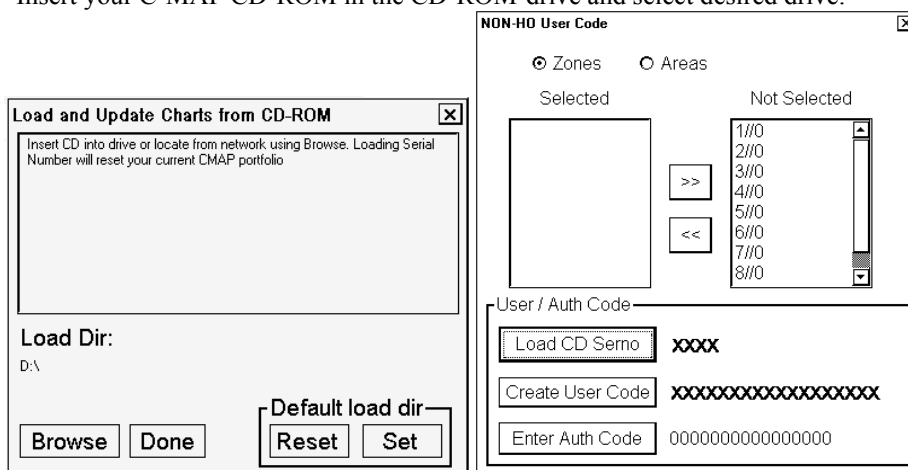 Insert your C-MAP CD-ROM in the CD-ROM drive and select desired drive.
Load and Update Charts from CD-ROM
Insert CD into drive or locate from network using Browse. Loading Serial
Number will reset your current CMAP portfolio
Load Dir:
D:\
Default load dir
Browse
Done
Reset
Set
NON-HO User Code
Zones
Areas
Selected
Not Selected
1//0
2//0
3//0
4//0
5//0
6//0
7//0
8//0
>>
<<
User / Auth Code
Load CD Serno
XXXX
Create User Code
XXXXXXXXXXXXXXXXXX
Enter Auth Code
0000000000000000